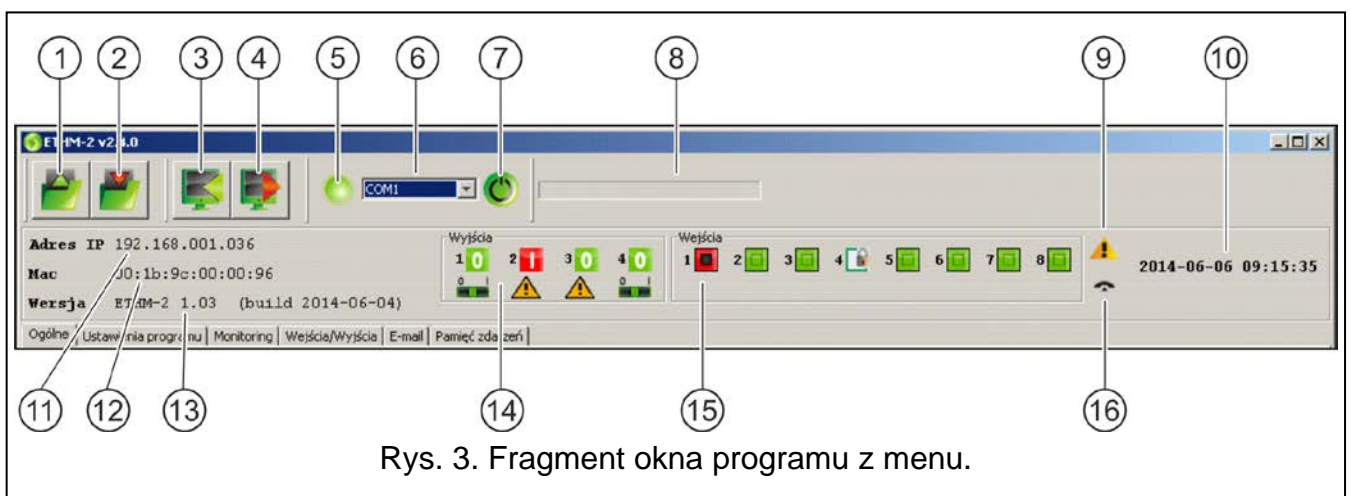 1 2 3 4 5 6 7 8 9 10
ETHM-2 v2.4.0
COM1
Adres IP 192.168.001.036
Mac 00:1b:9c:00:00:96
Wersja ETHM-2 1.03 (build 2014-06-04)
Wyjścia
1 0 2 I 3 0 4 0
0 I 0 I
Wejścia
1 2 3 4 5 6 7 8
2014-06-06 09:15:35
Ogólne Ustawienia programu Monitoring Wejścia/Wyjścia E-mail Pamięć zdarzeń
11 12 13 14 15 16
Rys. 3. Fragment okna programu z menu.